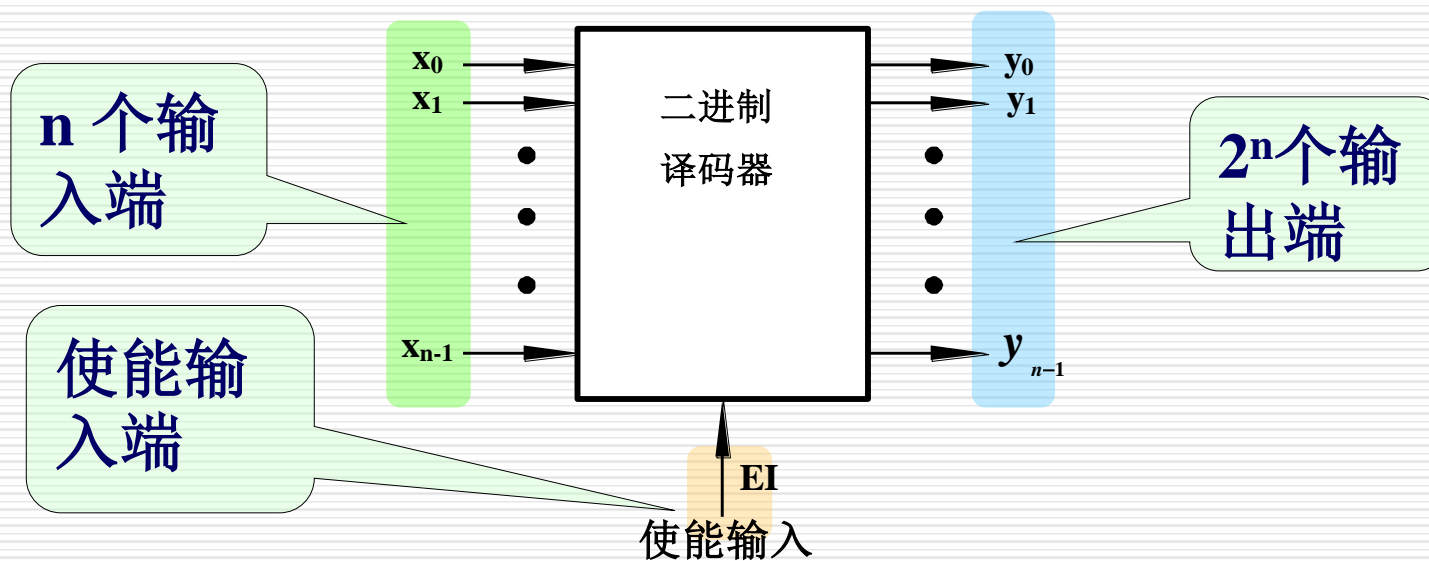 x₀
x₁
xₙ₋₁
n 个输
入端
使能输
入端
二进制
译码器
EI
使能输入
y₀
y₁
yₙ₋₁
2ⁿ个输
出端